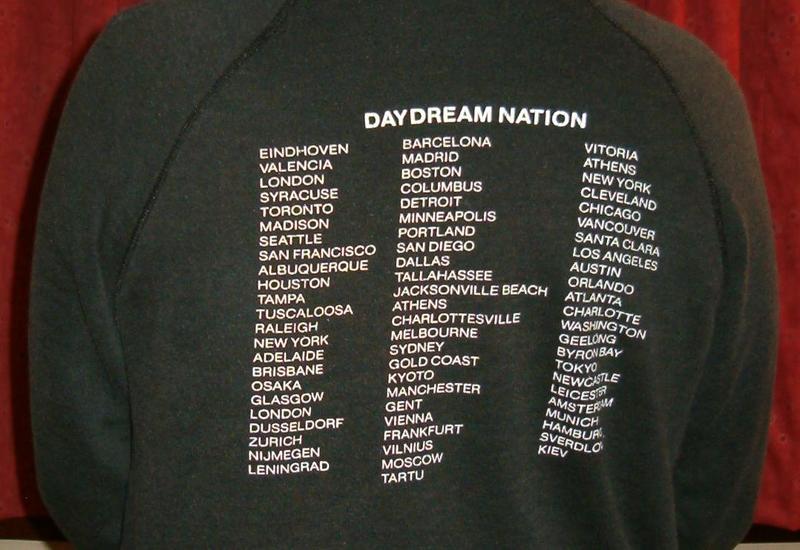 DAYDREAM NATION
EINDHOVEN
VALENCIA
LONDON
SYRACUSE
TORONTO
MADISON
SEATTLE
SAN FRANCISCO
ALBUQUERQUE
HOUSTON
TAMPA
TUSCALOOSA
RALEIGH
NEW YORK
ADELAIDE
BRISBANE
OSAKA
GLASGOW
LONDON
DUSSELDORF
ZURICH
NIJMEGEN
LENINGRAD
BARCELONA
MADRID
BOSTON
COLUMBUS
DETROIT
MINNEAPOLIS
PORTLAND
SAN DIEGO
DALLAS
TALLAHASSEE
JACKSONVILLE BEACH
ATHENS
CHARLOTTESVILLE
MELBOURNE
SYDNEY
GOLD COAST
KYOTO
MANCHESTER
GENT
VIENNA
FRANKFURT
VILNIUS
MOSCOW
TARTU
VITORIA
ATHENS
NEW YORK
CLEVELAND
CHICAGO
VANCOUVER
SANTA CLARA
LOS ANGELES
AUSTIN
ORLANDO
ATLANTA
CHARLOTTE
WASHINGTON
GEELONG
BYRON BAY
TOKYO
NEWCASTLE
LEICESTER
AMSTERDAM
MUNICH
HAMBURG
KIEV